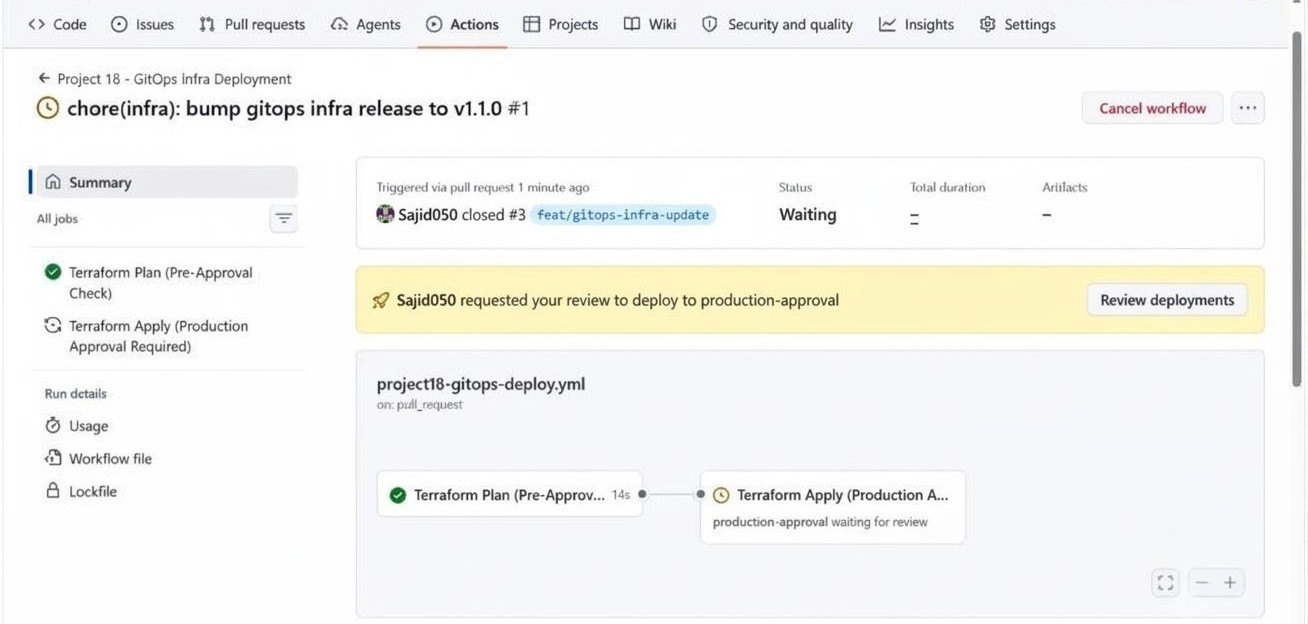 Code Issues Pull requests Agents Actions Projects Wiki Security and quality Insights Settings
Project 18 - GitOps Infra Deployment
chore(infra): bump gitops infra release to v1.1.0 #1
Cancel workflow
Summary
All jobs
Terraform Plan (Pre-Approval
Check)
Terraform Apply (Production
Approval Required)
Run details
Usage
Workflow file
Lockfile
Triggered via pull request 1 minute ago
Sajid050 closed #3 feat/gitops-infra-update
Status
Waiting
Total duration
–
Artifacts
–
Sajid050 requested your review to deploy to production-approval
Review deployments
project18-gitops-deploy.yml
on: pull_request
Terraform Plan (Pre-Approv... 14s
Terraform Apply (Production A...
production-approval waiting for review